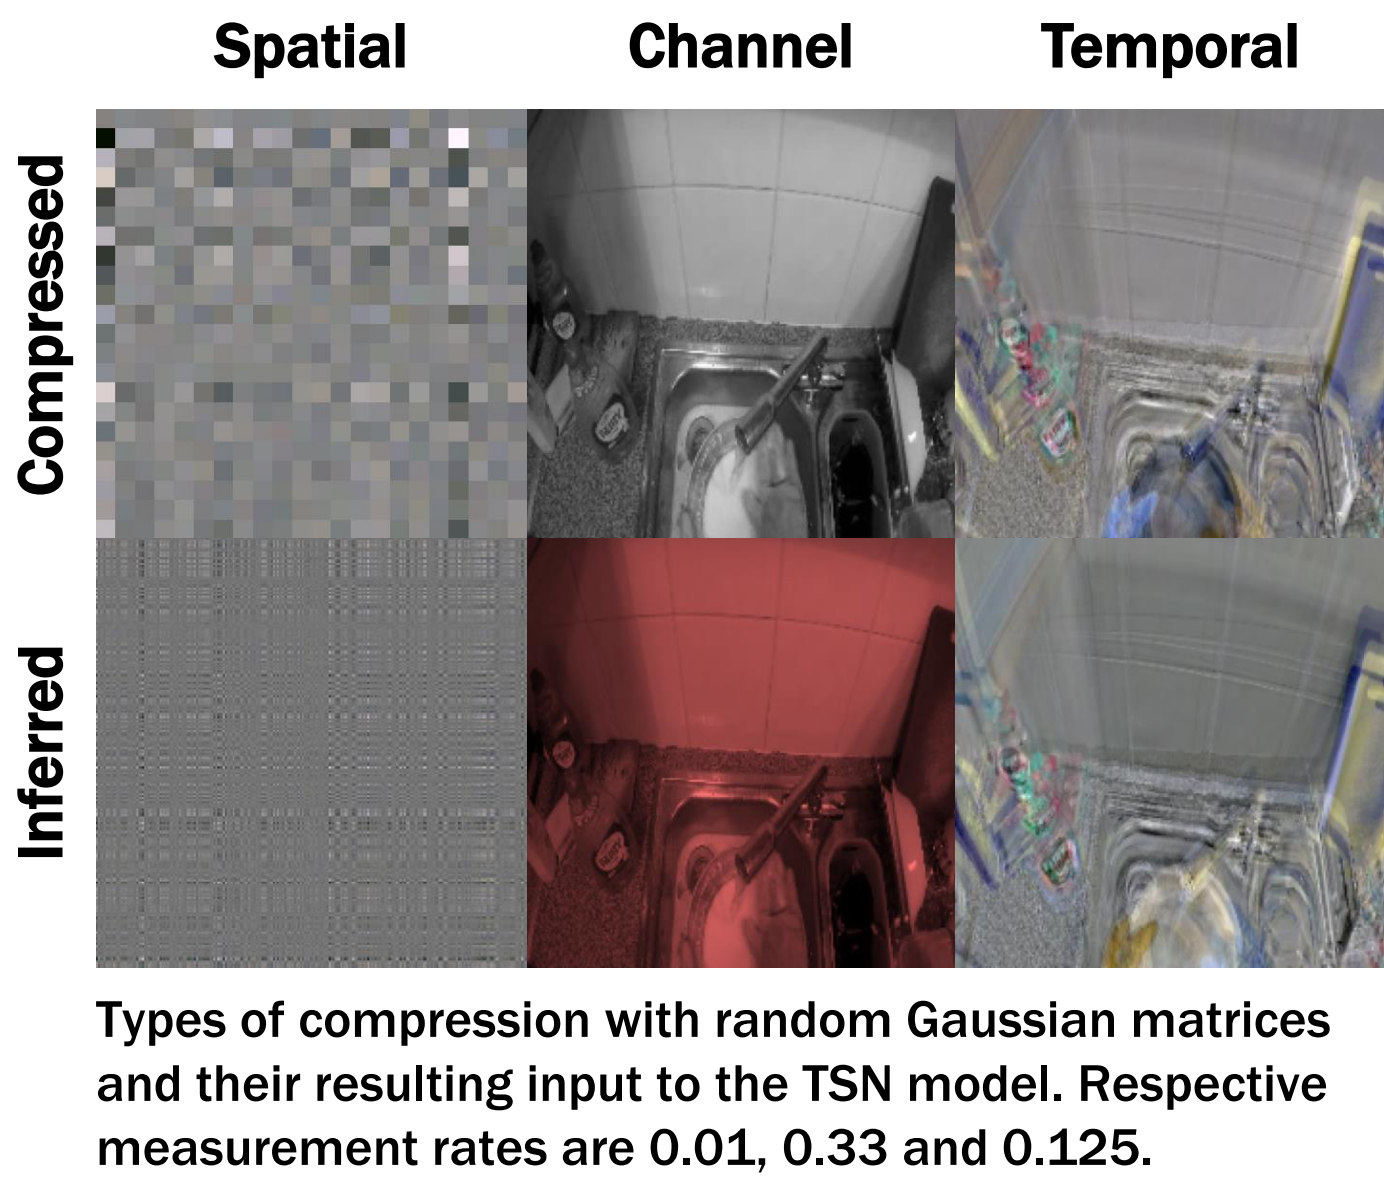 Spatial Channel Temporal
Compressed
Inferred
Types of compression with random Gaussian matrices
and their resulting input to the TSN model. Respective
measurement rates are 0.01, 0.33 and 0.125.